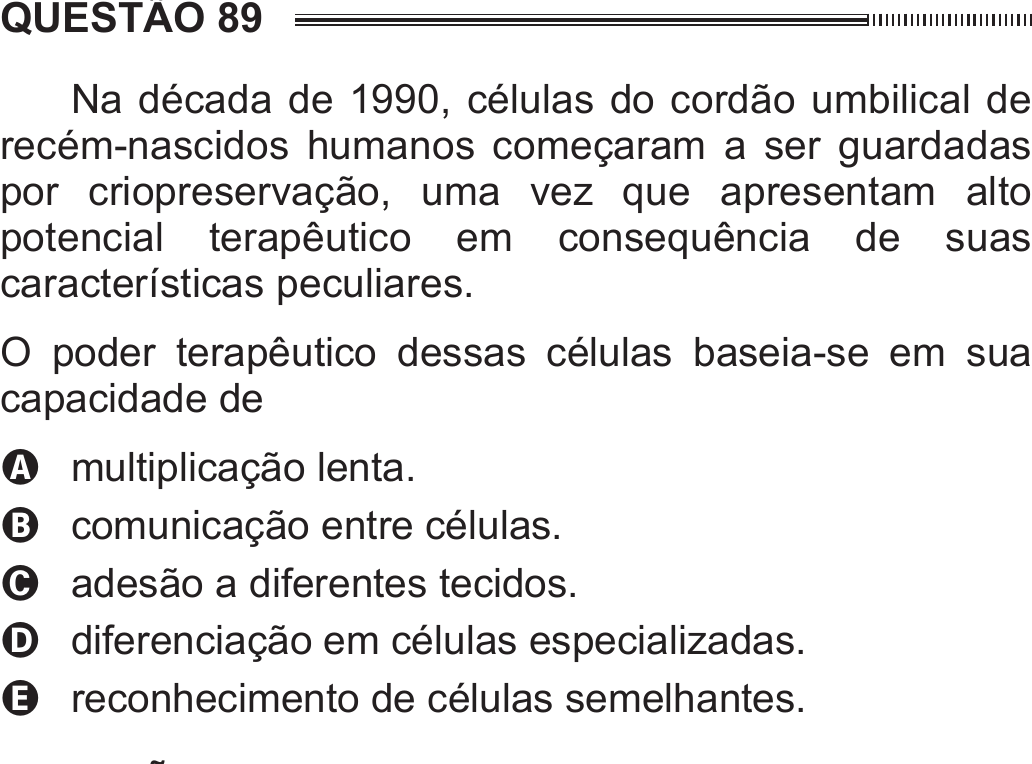 QUESTÃO 89
Na década de 1990, células do cordão umbilical de
recém-nascidos humanos começaram a ser guardadas
por criopreservação, uma vez que apresentam alto
potencial terapêutico em consequência de suas
características peculiares.
O poder terapêutico dessas células baseia-se em sua
capacidade de
A multiplicação lenta.
B comunicação entre células.
C adesão a diferentes tecidos.
D diferenciação em células especializadas.
E reconhecimento de células semelhantes.